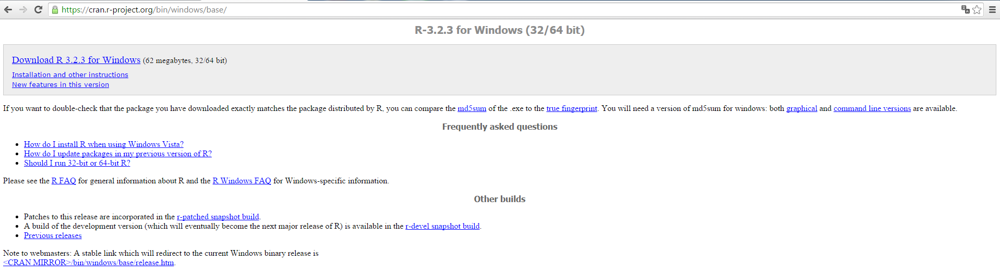 https://cran.r-project.org/bin/windows/base/
R-3.2.3 for Windows (32/64 bit)
Download R 3.2.3 for Windows (62 megabytes, 32/64 bit)
Installation and other instructions
New features in this version
If you want to double-check that the package you have downloaded exactly matches the package distributed by R, you can compare the md5sum of the .exe to the true fingerprint. You will need a version of md5sum for windows: both graphical and command line versions are available.
Frequently asked questions
• How do I install R when using Windows Vista?
• How do I update packages in my previous version of R?
• Should I run 32-bit or 64-bit R?
Please see the R FAQ for general information about R and the R Windows FAQ for Windows-specific information.
Other builds
• Patches to this release are incorporated in the r-patched snapshot build.
• A build of the development version (which will eventually become the next major release of R) is available in the r-devel snapshot build.
• Previous releases
Note to webmasters: A stable link which will redirect to the current Windows binary release is
<CRAN MIRROR>/bin/windows/base/release.htm.